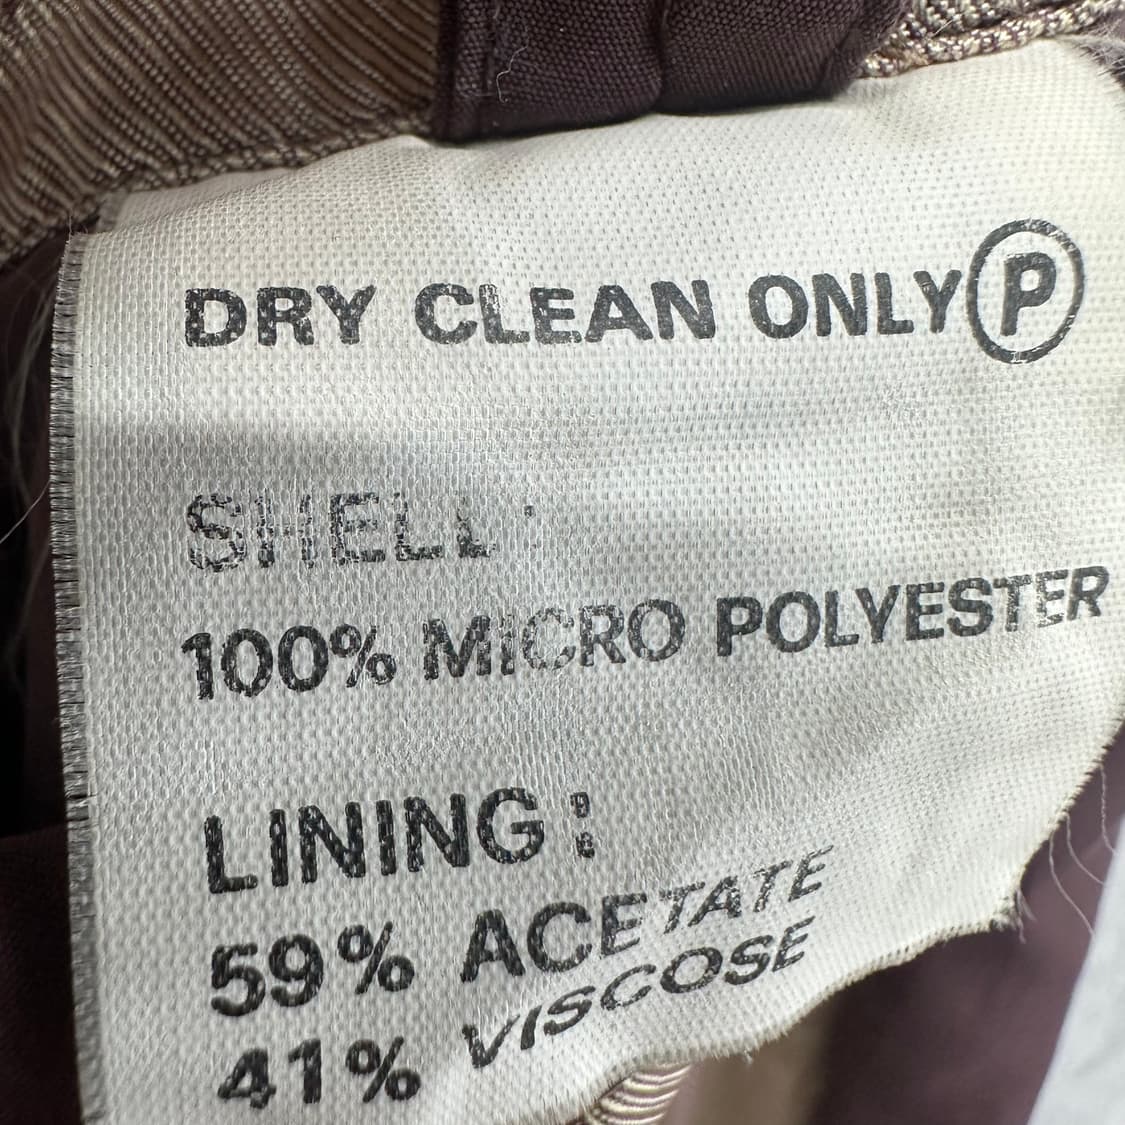 DRY CLEAN ONLY Ⓟ
SHELL:
100% MICRO POLYESTER
LINING:
59% ACETATE
41% VISCOSE